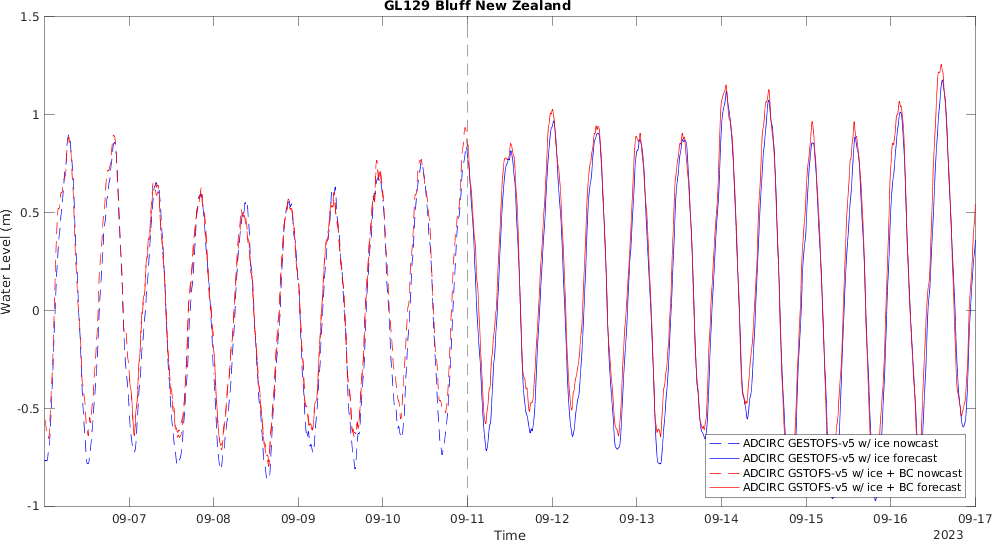 GL129 Bluff New Zealand
1.5
1
0.5
0
-0.5
-1
Water Level (m)
09-07 09-08 09-09 09-10 09-11 09-12 09-13 09-14 09-15 09-16 09-17
Time
2023
ADCIRC GESTOFS-v5 w/ ice nowcast
ADCIRC GESTOFS-v5 w/ ice forecast
ADCIRC GSTOFS-v5 w/ ice + BC nowcast
ADCIRC GSTOFS-v5 w/ ice + BC forecast